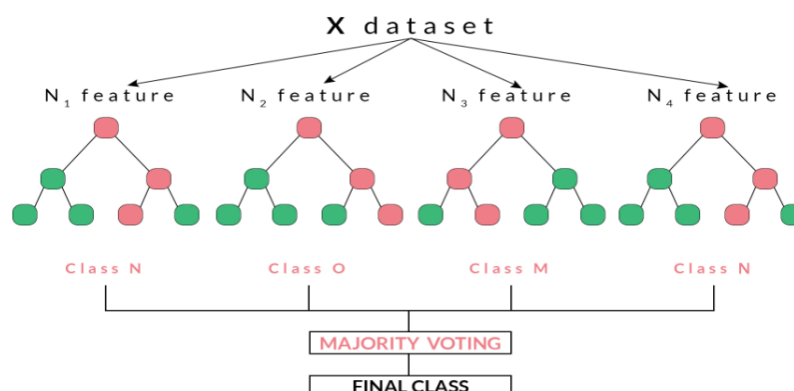 X dataset
N₁ feature N₂ feature N₃ feature N₄ feature
Class N Class O Class M Class N
MAJORITY VOTING
FINAL CLASS